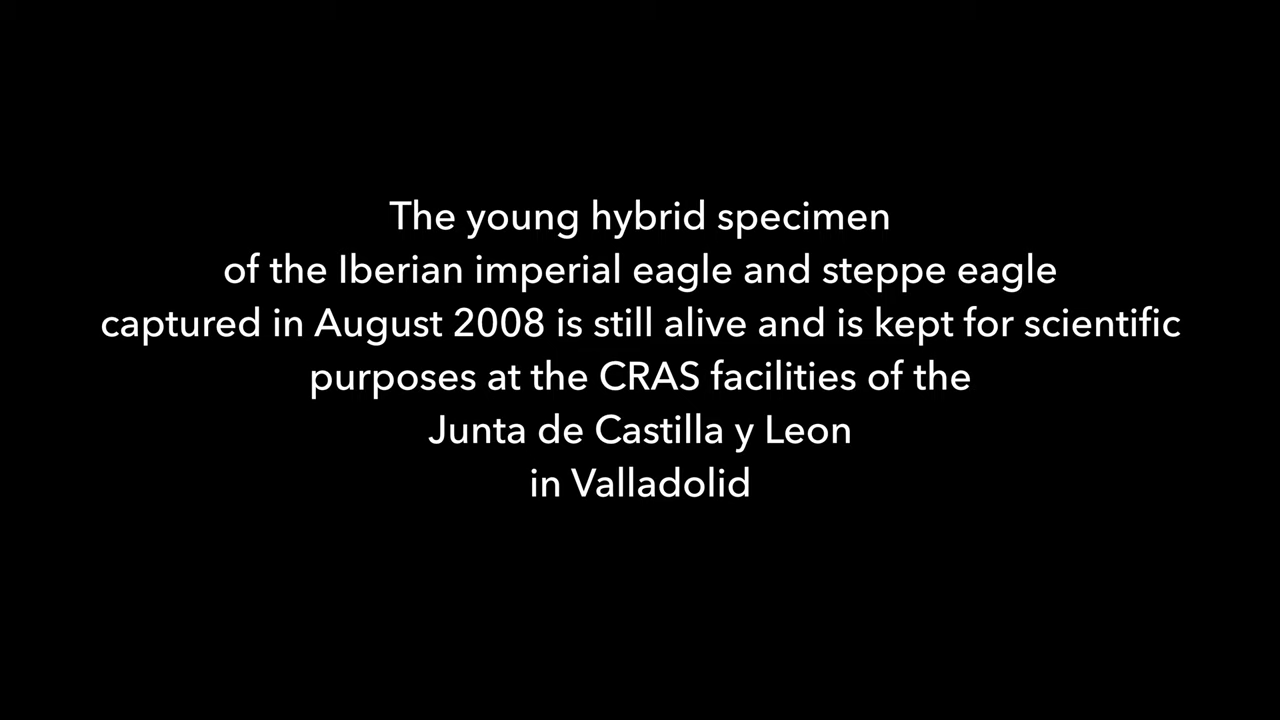 The young hybrid specimen
of the Iberian imperial eagle and steppe eagle
captured in August 2008 is still alive and is kept for scientific
purposes at the CRAS facilities of the
Junta de Castilla y Leon
in Valladolid